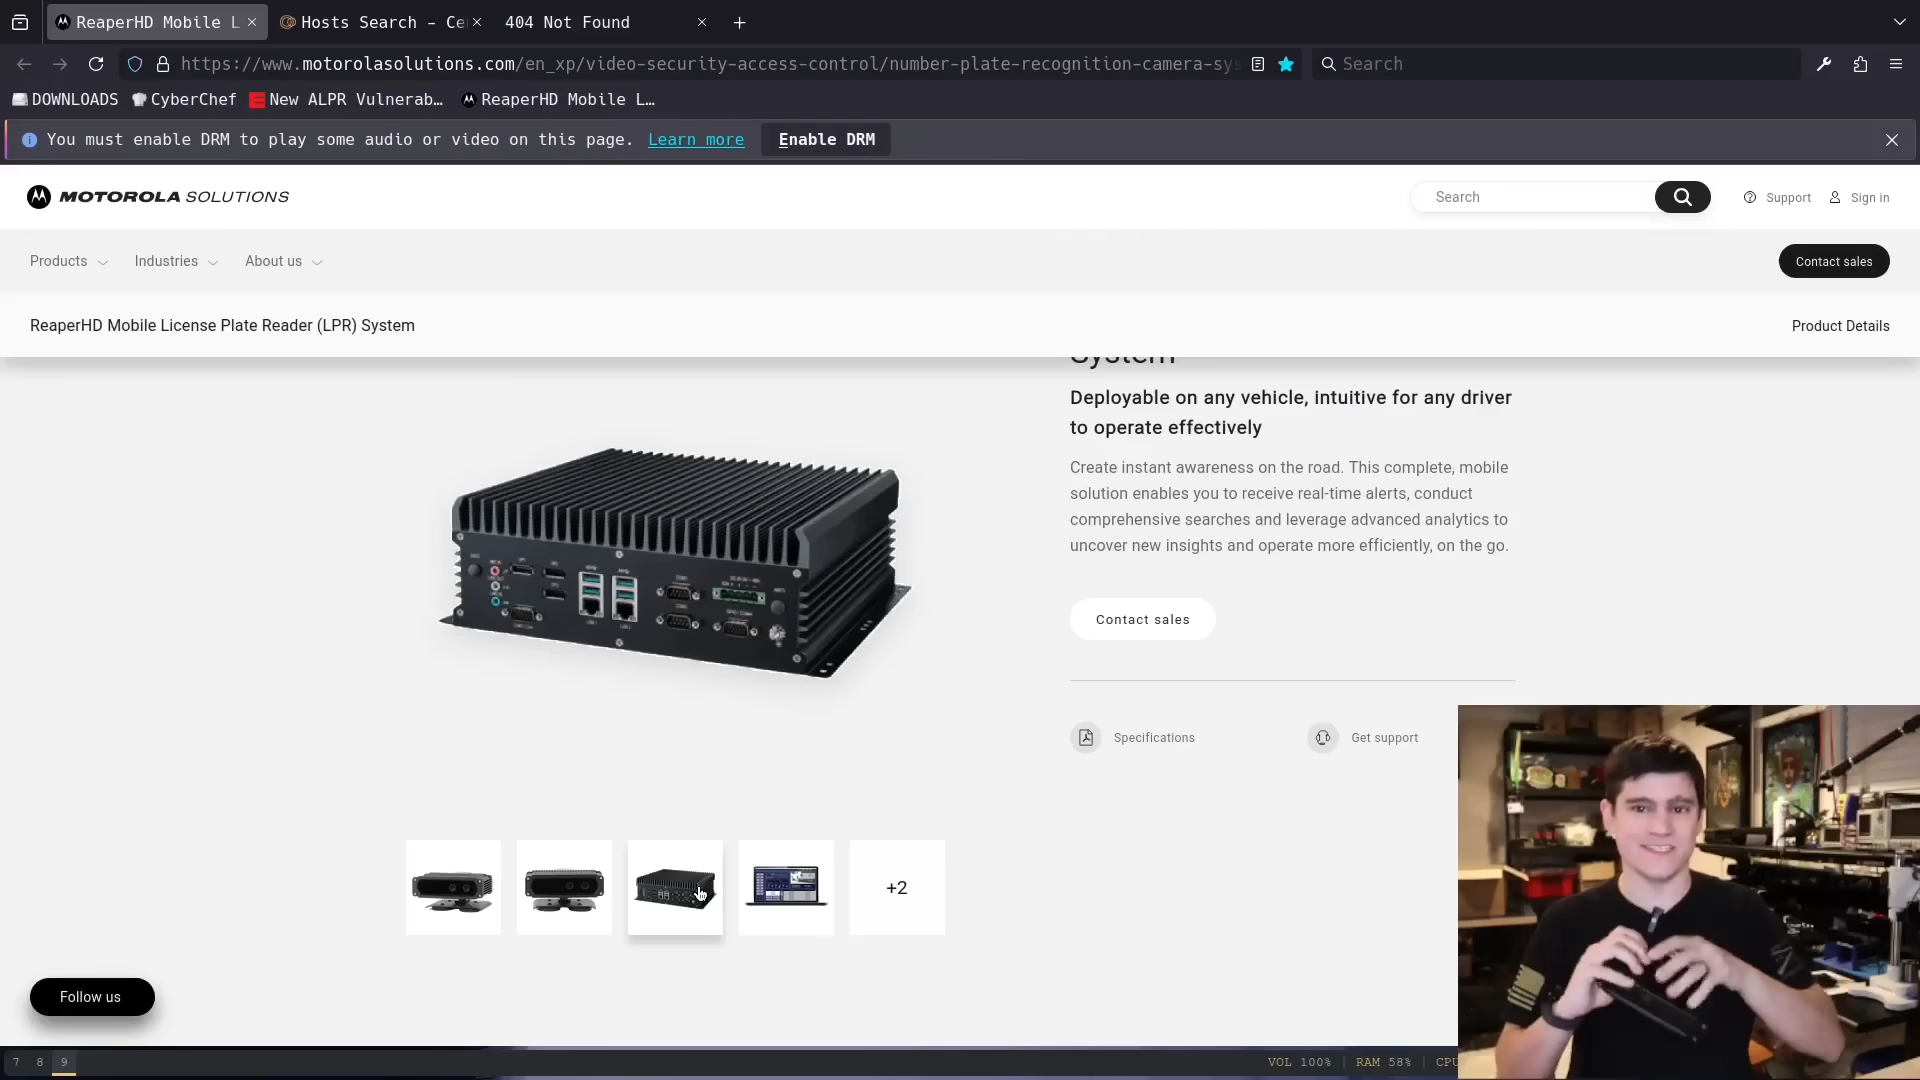 ReaperHD Mobile L
Hosts Search - Ce
404 Not Found
https://www.motorolasolutions.com/en_xp/video-security-access-control/number-plate-recognition-camera-sys
Search
DOWNLOADS
CyberChef
New ALPR Vulnerab…
ReaperHD Mobile L…
You must enable DRM to play some audio or video on this page. Learn more
Enable DRM
MOTOROLA SOLUTIONS
Search
Support
Sign in
Products
Industries
About us
Contact sales
ReaperHD Mobile License Plate Reader (LPR) System
Product Details
System
Deployable on any vehicle, intuitive for any driver
to operate effectively
Create instant awareness on the road. This complete, mobile
solution enables you to receive real-time alerts, conduct
comprehensive searches and leverage advanced analytics to
uncover new insights and operate more efficiently, on the go.
Contact sales
Specifications
Get support
+2
Follow us
7 8 9
VOL 100% | RAM 58% | CPU